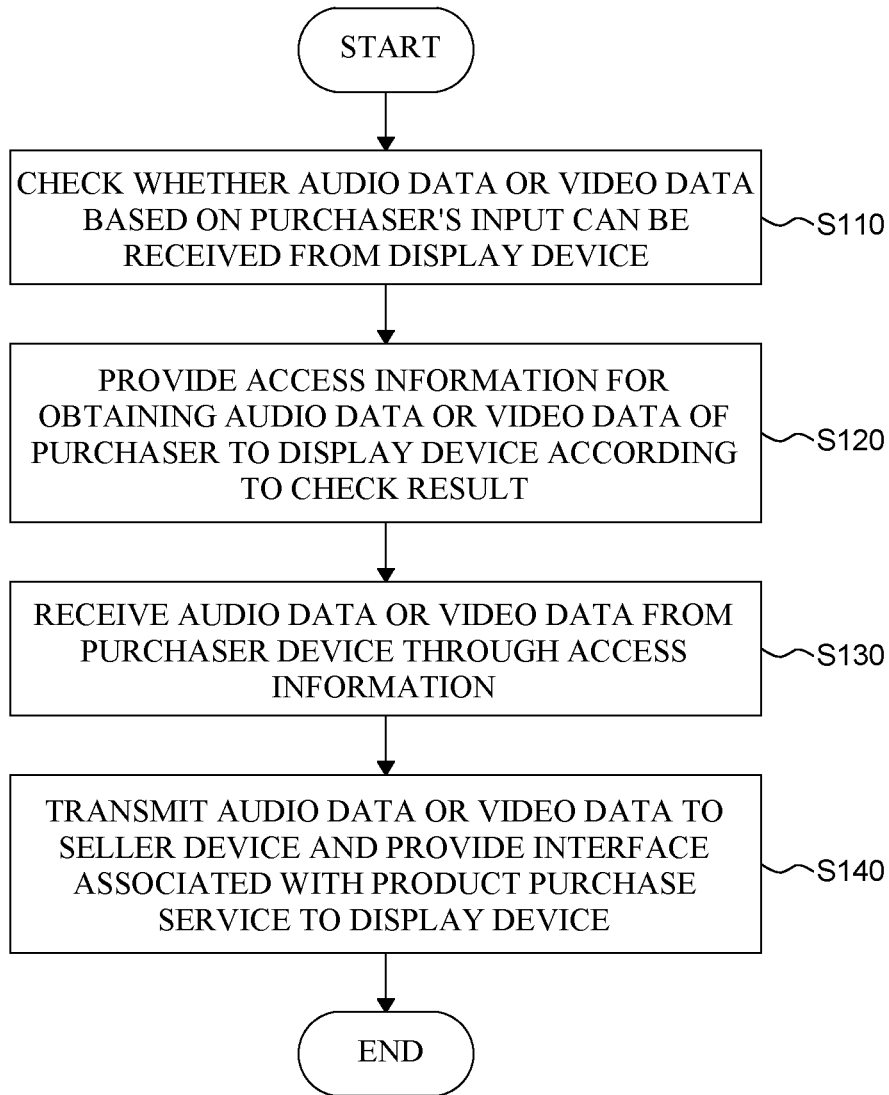 START
CHECK WHETHER AUDIO DATA OR VIDEO DATA
BASED ON PURCHASER'S INPUT CAN BE
RECEIVED FROM DISPLAY DEVICE
S110
PROVIDE ACCESS INFORMATION FOR
OBTAINING AUDIO DATA OR VIDEO DATA OF
PURCHASER TO DISPLAY DEVICE ACCORDING
TO CHECK RESULT
S120
RECEIVE AUDIO DATA OR VIDEO DATA FROM
PURCHASER DEVICE THROUGH ACCESS
INFORMATION
S130
TRANSMIT AUDIO DATA OR VIDEO DATA TO
SELLER DEVICE AND PROVIDE INTERFACE
ASSOCIATED WITH PRODUCT PURCHASE
SERVICE TO DISPLAY DEVICE
S140
END